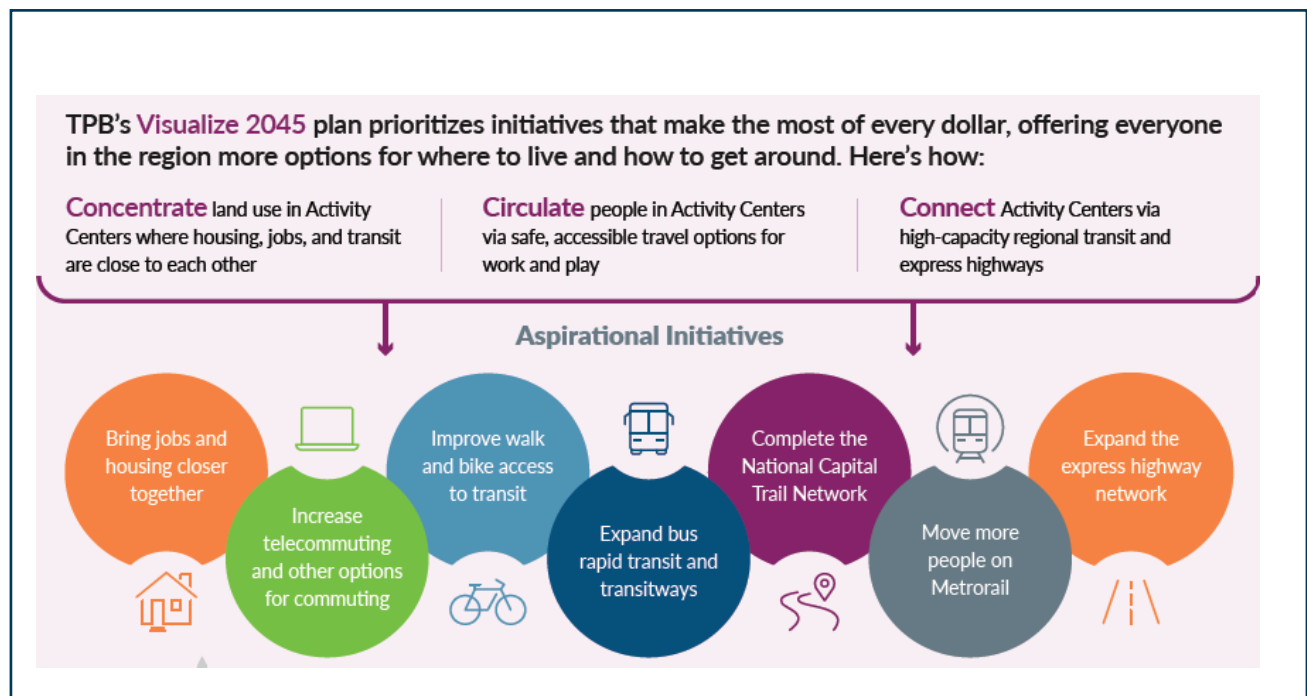 TPB's Visualize 2045 plan prioritizes initiatives that make the most of every dollar, offering everyone
in the region more options for where to live and how to get around. Here's how:
Concentrate land use in Activity
Centers where housing, jobs, and transit
are close to each other
Circulate people in Activity Centers
via safe, accessible travel options for
work and play
Connect Activity Centers via
high-capacity regional transit and
express highways
Aspirational Initiatives
Bring jobs and
housing closer
together
Increase
telecommuting
and other options
for commuting
Improve walk
and bike access
to transit
Expand bus
rapid transit and
transitways
Complete the
National Capital
Trail Network
Move more
people on
Metrorail
Expand the
express highway
network